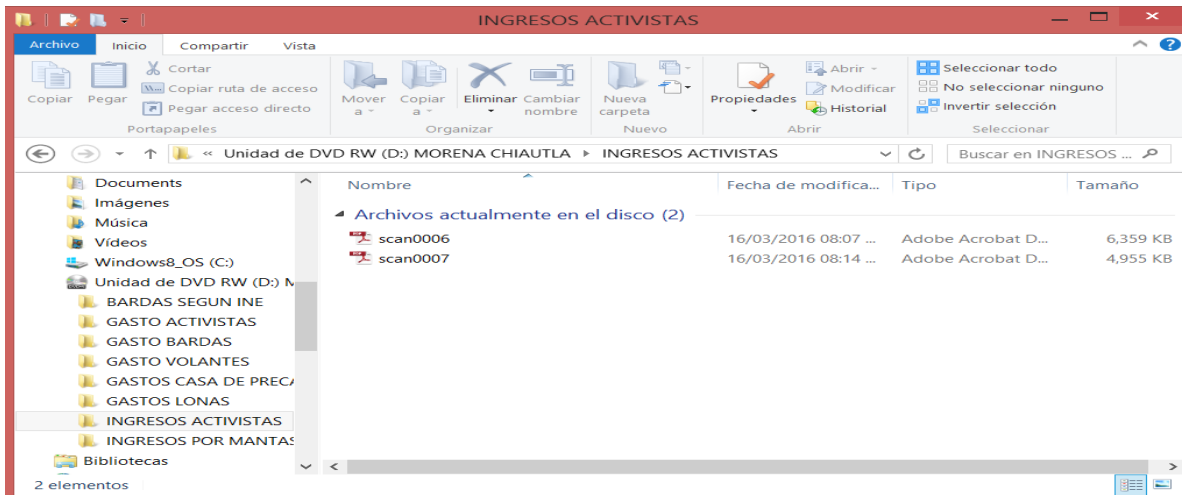 INGRESOS ACTIVISTAS
Archivo Inicio Compartir Vista
Copiar
Pegar
Cortar
Copiar ruta de acceso
Pegar acceso directo
Portapapeles
Mover a
Copiar a
Eliminar
Cambiar nombre
Organizar
Nueva carpeta
Nuevo
Propiedades
Abrir
Modificar
Historial
Abrir
Seleccionar todo
No seleccionar ninguno
Invertir selección
Seleccionar
« Unidad de DVD RW (D:) MORENA CHIAUTLA INGRESOS ACTIVISTAS
Buscar en INGRESOS ...
Documents
Imágenes
Música
Vídeos
Windows8_OS (C:)
Unidad de DVD RW (D:) M
BARDAS SEGUN INE
GASTO ACTIVISTAS
GASTO BARDAS
GASTO VOLANTES
GASTOS CASA DE PRECA
GASTOS LONAS
INGRESOS ACTIVISTAS
INGRESOS POR MANTAS
Bibliotecas
Nombre Fecha de modifica... Tipo Tamaño
Archivos actualmente en el disco (2)
scan0006 16/03/2016 08:07 ... Adobe Acrobat D... 6,359 KB
scan0007 16/03/2016 08:14 ... Adobe Acrobat D... 4,955 KB
2 elementos